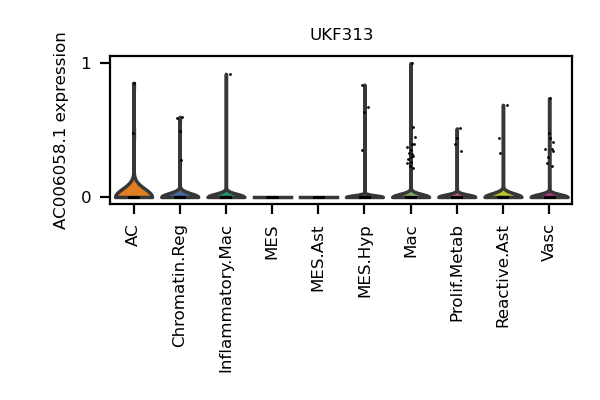 UKF313
AC006058.1 expression
1
0
AC
Chromatin.Reg
Inflammatory.Mac
MES
MES.Ast
MES.Hyp
Mac
Prolif.Metab
Reactive.Ast
Vasc